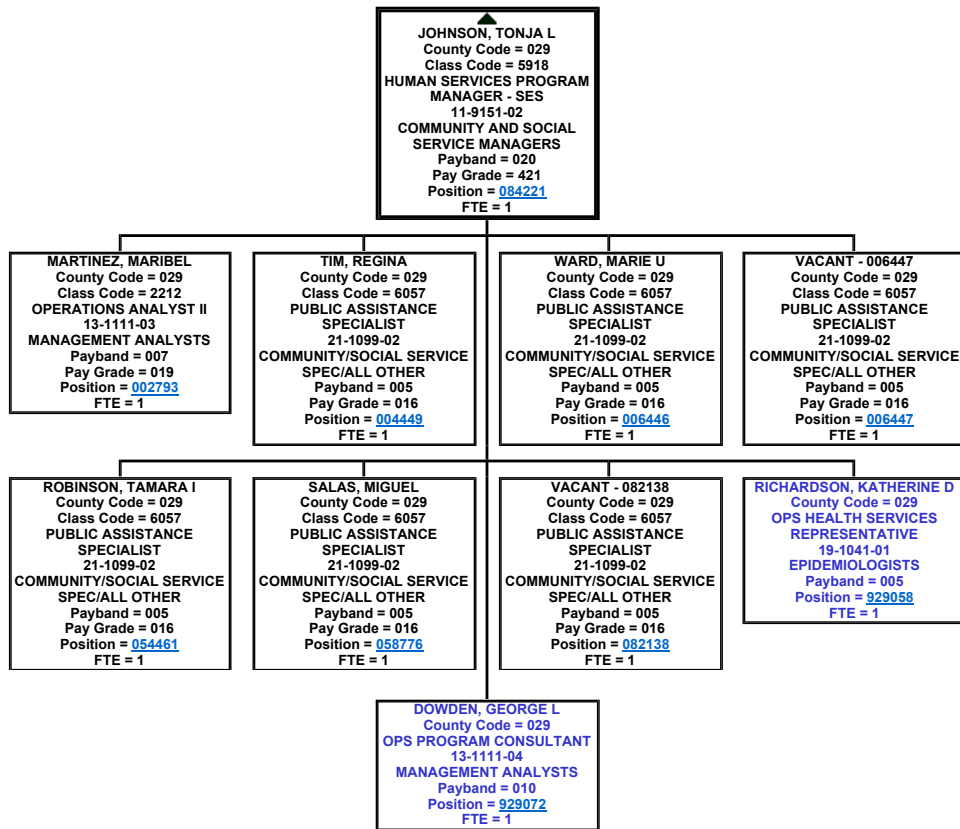 JOHNSON, TONJA L
County Code = 029
Class Code = 5918
HUMAN SERVICES PROGRAM
MANAGER - SES
11-9151-02
COMMUNITY AND SOCIAL
SERVICE MANAGERS
Payband = 020
Pay Grade = 421
Position = 084221
FTE = 1
MARTINEZ, MARIBEL
County Code = 029
Class Code = 2212
OPERATIONS ANALYST II
13-1111-03
MANAGEMENT ANALYSTS
Payband = 007
Pay Grade = 019
Position = 002793
FTE = 1
TIM, REGINA
County Code = 029
Class Code = 6057
PUBLIC ASSISTANCE
SPECIALIST
21-1099-02
COMMUNITY/SOCIAL SERVICE
SPEC/ALL OTHER
Payband = 005
Pay Grade = 016
Position = 004449
FTE = 1
WARD, MARIE U
County Code = 029
Class Code = 6057
PUBLIC ASSISTANCE
SPECIALIST
21-1099-02
COMMUNITY/SOCIAL SERVICE
SPEC/ALL OTHER
Payband = 005
Pay Grade = 016
Position = 006446
FTE = 1
VACANT - 006447
County Code = 029
Class Code = 6057
PUBLIC ASSISTANCE
SPECIALIST
21-1099-02
COMMUNITY/SOCIAL SERVICE
SPEC/ALL OTHER
Payband = 005
Pay Grade = 016
Position = 006447
FTE = 1
ROBINSON, TAMARA I
County Code = 029
Class Code = 6057
PUBLIC ASSISTANCE
SPECIALIST
21-1099-02
COMMUNITY/SOCIAL SERVICE
SPEC/ALL OTHER
Payband = 005
Pay Grade = 016
Position = 054461
FTE = 1
SALAS, MIGUEL
County Code = 029
Class Code = 6057
PUBLIC ASSISTANCE
SPECIALIST
21-1099-02
COMMUNITY/SOCIAL SERVICE
SPEC/ALL OTHER
Payband = 005
Pay Grade = 016
Position = 058776
FTE = 1
VACANT - 082138
County Code = 029
Class Code = 6057
PUBLIC ASSISTANCE
SPECIALIST
21-1099-02
COMMUNITY/SOCIAL SERVICE
SPEC/ALL OTHER
Payband = 005
Pay Grade = 016
Position = 082138
FTE = 1
RICHARDSON, KATHERINE D
County Code = 029
OPS HEALTH SERVICES
REPRESENTATIVE
19-1041-01
EPIDEMIOLOGISTS
Payband = 005
Position = 929058
FTE = 1
DOWDEN, GEORGE L
County Code = 029
OPS PROGRAM CONSULTANT
13-1111-04
MANAGEMENT ANALYSTS
Payband = 010
Position = 929072
FTE = 1